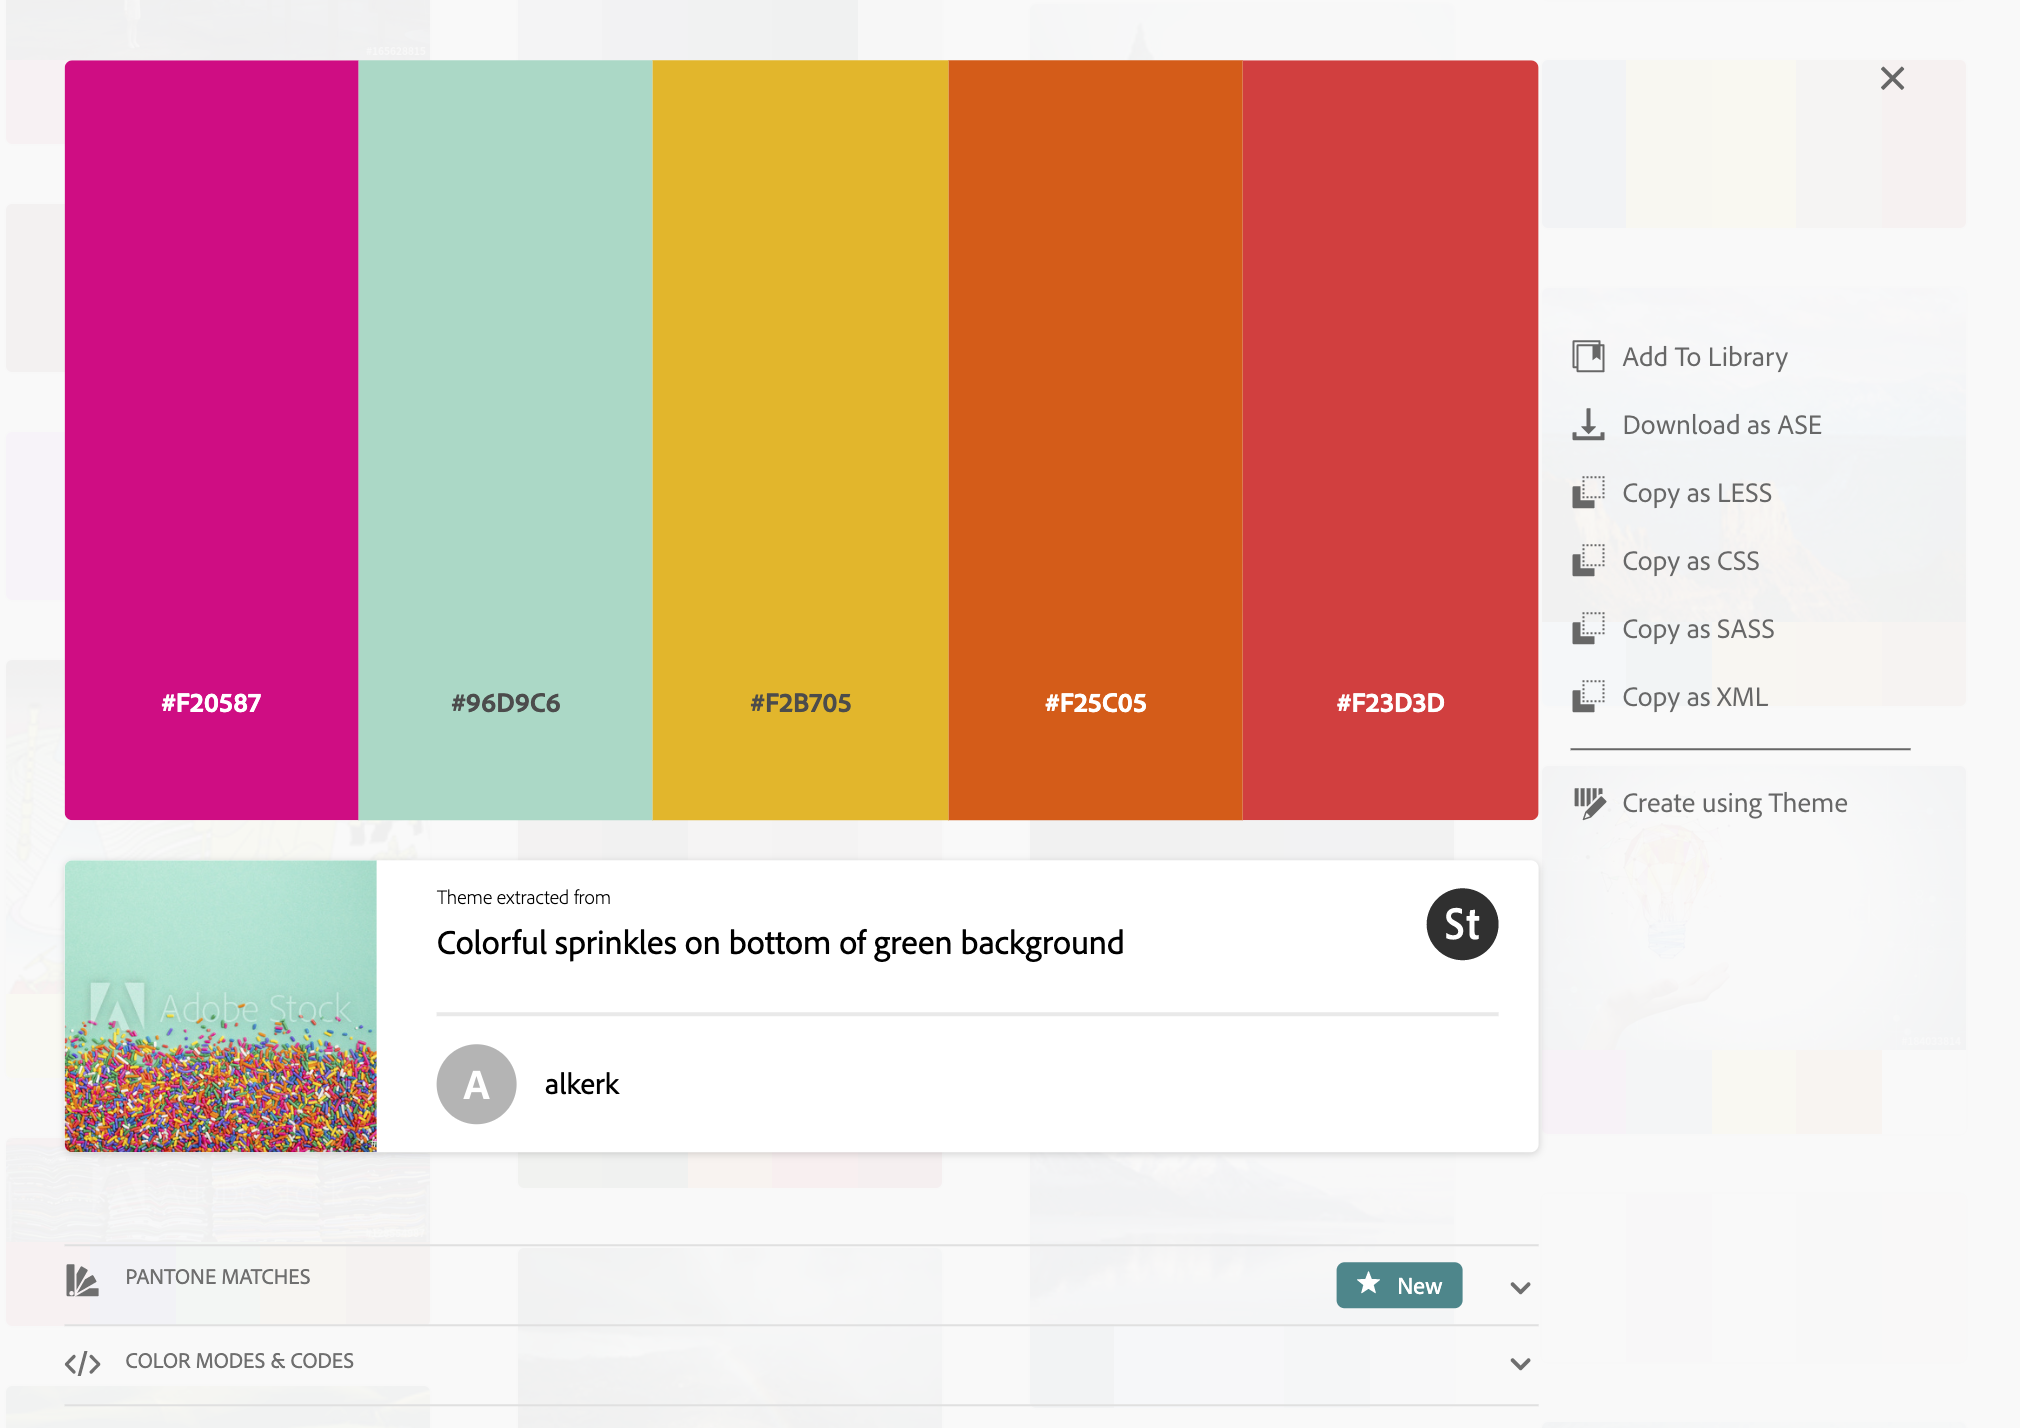 #F20587
#96D9C6
#F2B705
#F25C05
#F23D3D
Add To Library
Download as ASE
Copy as LESS
Copy as CSS
Copy as SASS
Copy as XML
Create using Theme
Adobe Stock
Theme extracted from
Colorful sprinkles on bottom of green background
St
A
alkerk
PANTONE MATCHES
New
COLOR MODES & CODES